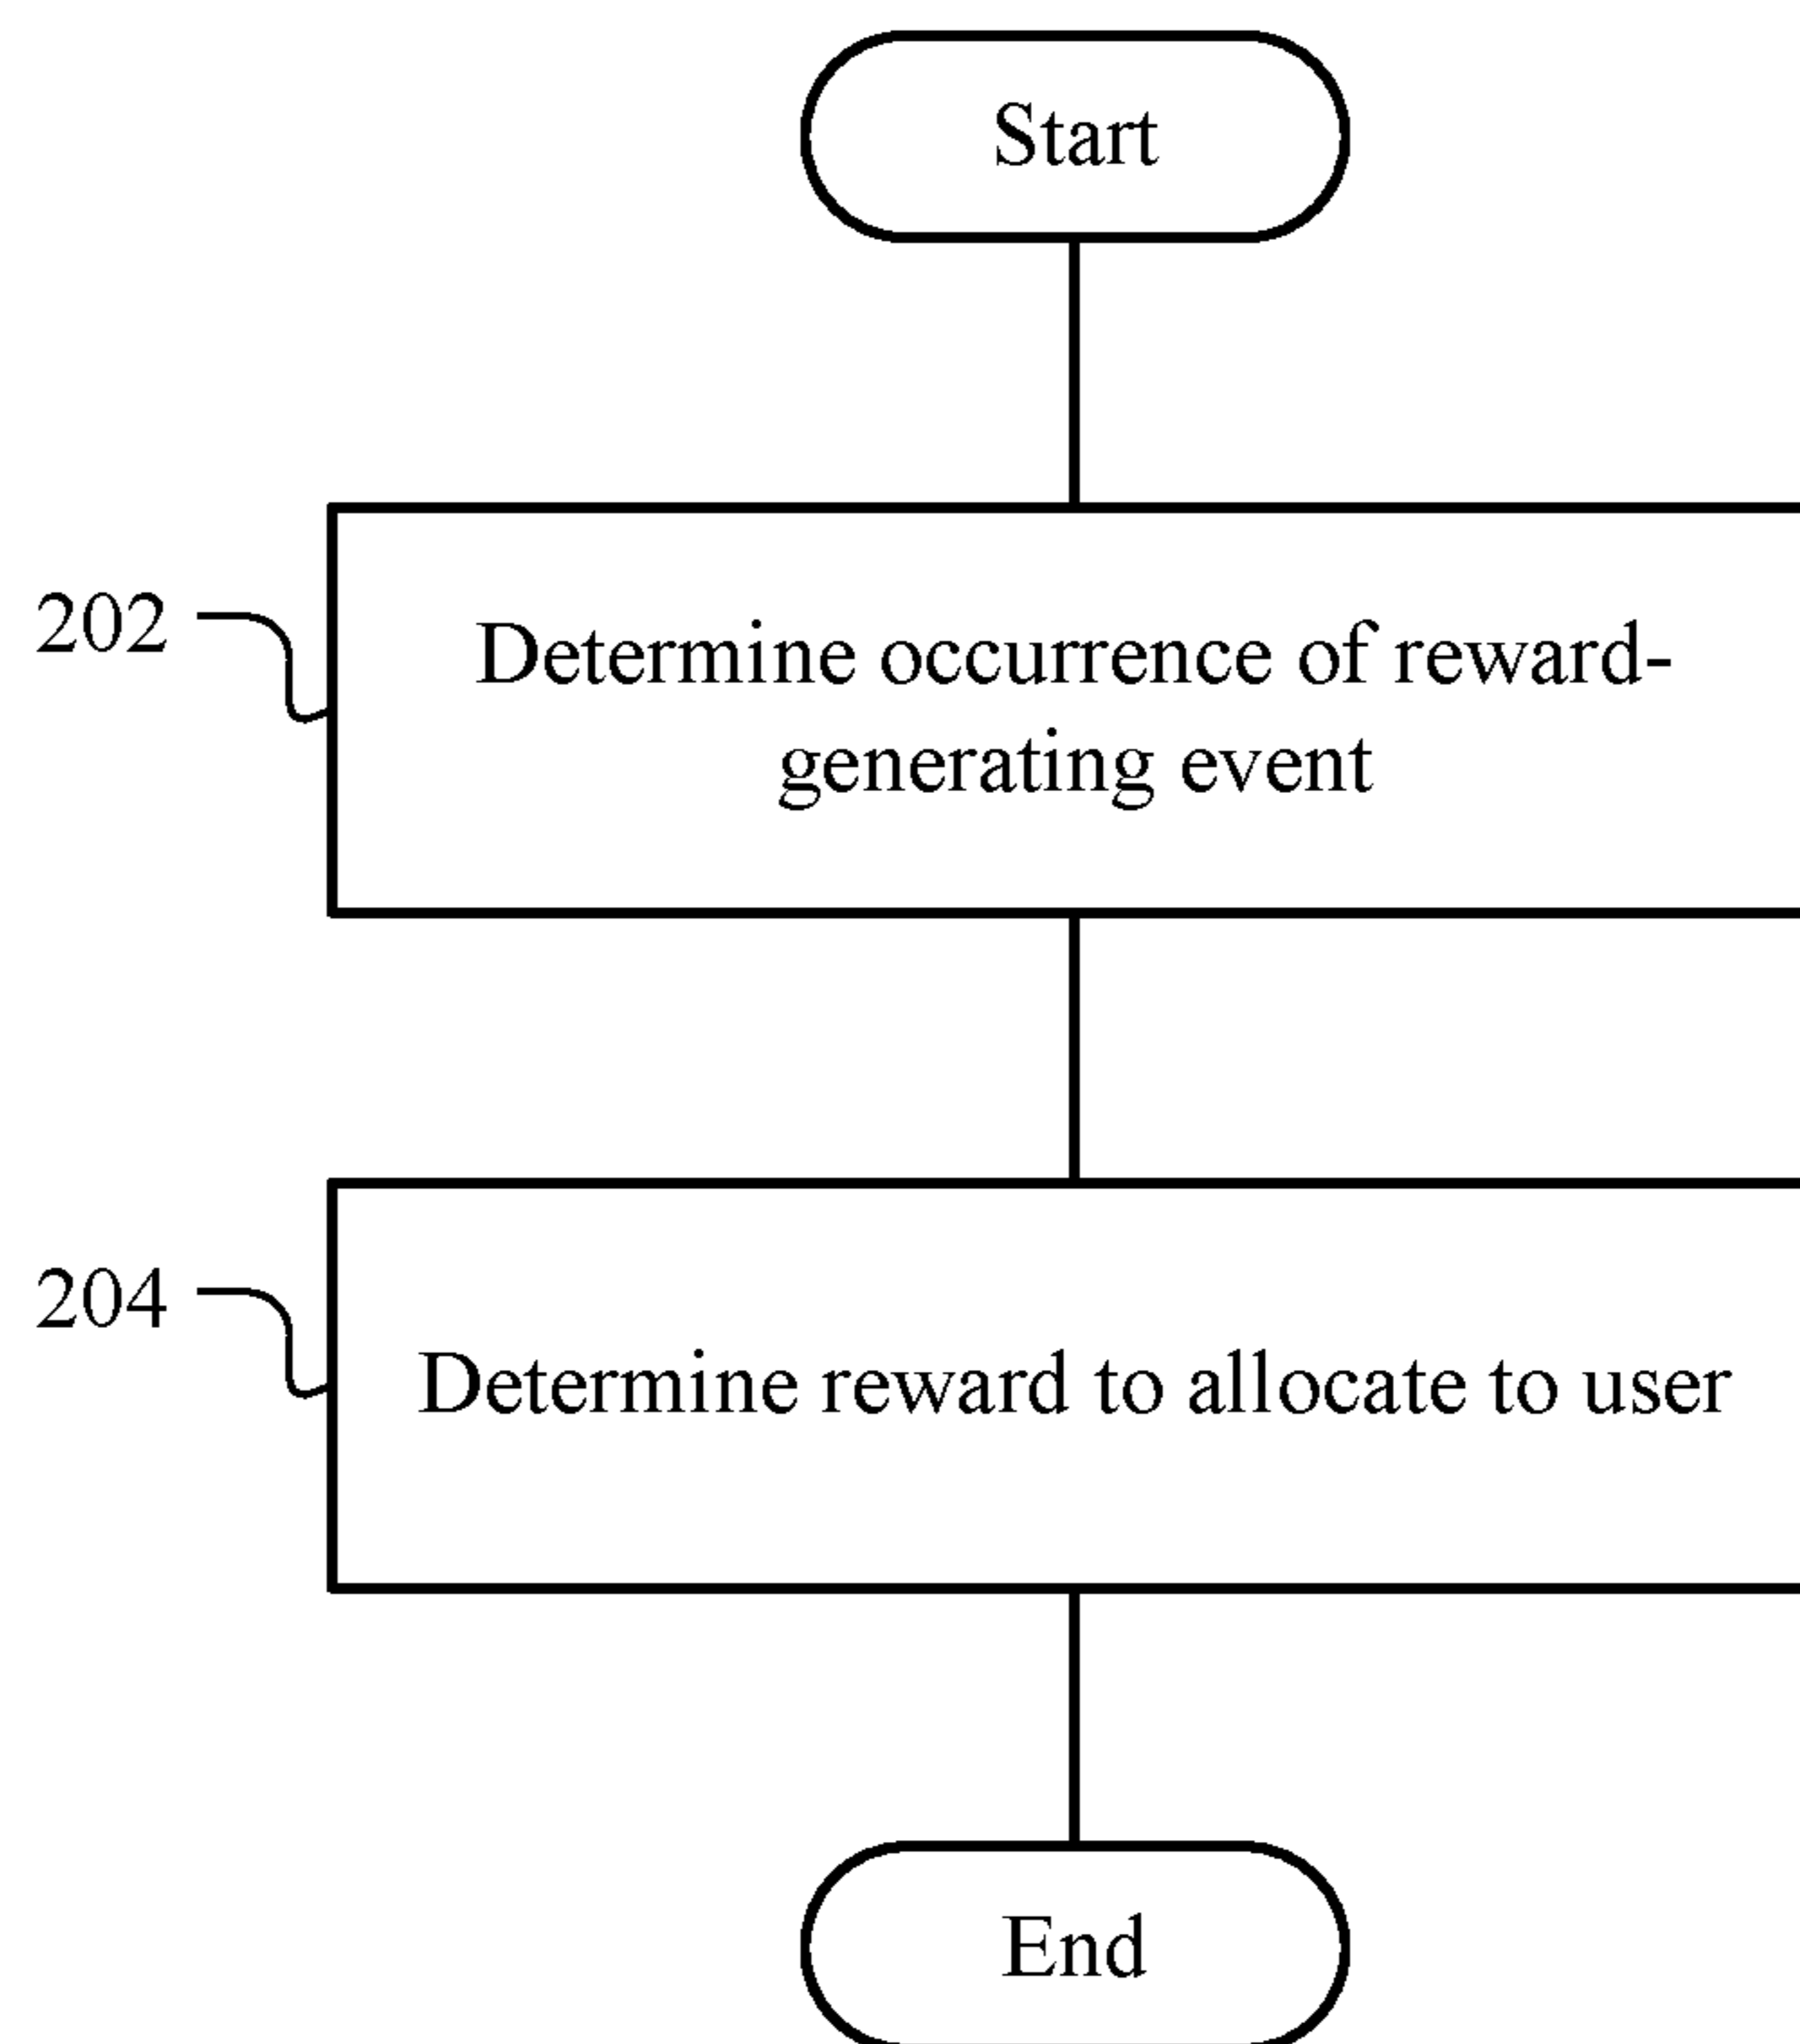 Start
202
Determine occurrence of reward-
generating event
204
Determine reward to allocate to user
End